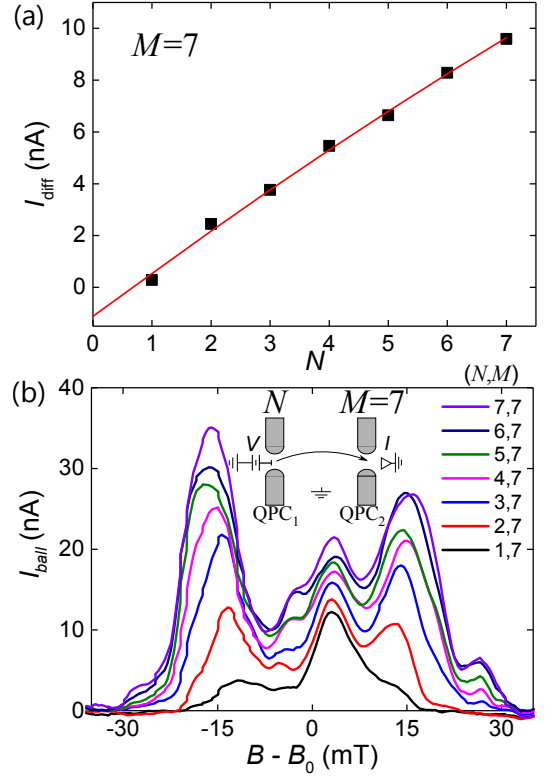 (a)
M=7
I_diff (nA)
10
8
6
4
2
0
0 1 2 3 4 5 6 7
N
(b)
(N,M)
N M=7
V I
QPC₁ QPC₂
7,7
6,7
5,7
4,7
3,7
2,7
1,7
I_ball (nA)
40
30
20
10
0
-30 -15 0 15 30
B - B₀ (mT)